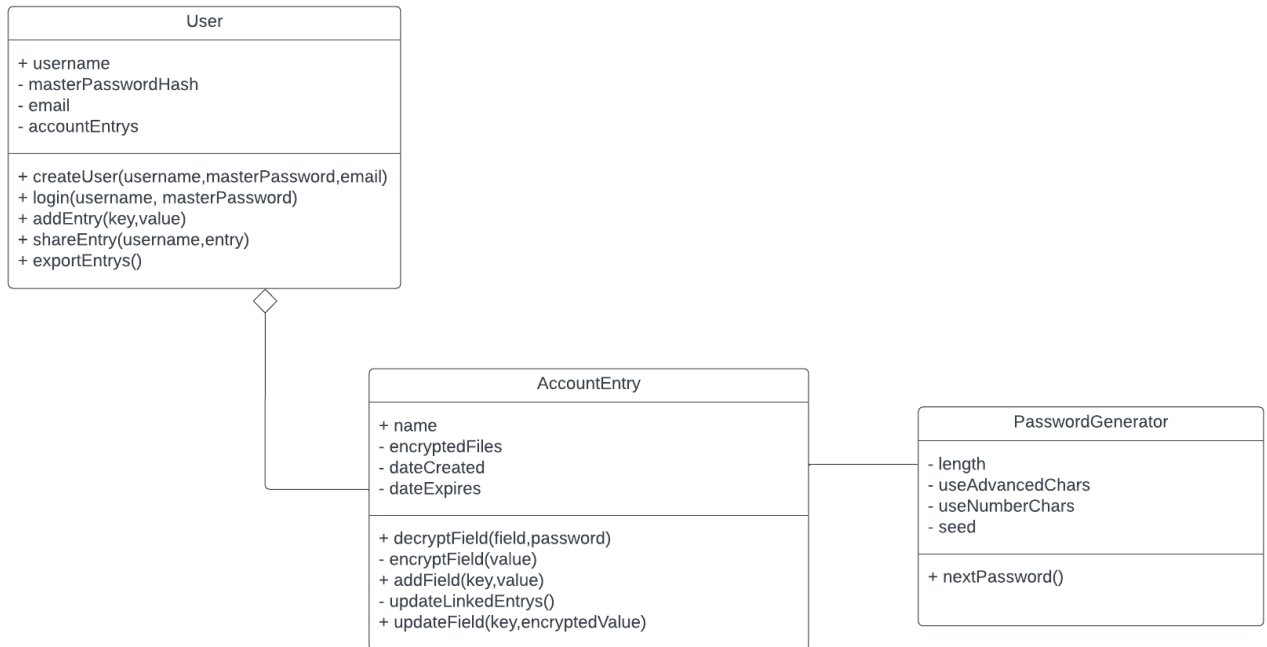 User
+ username
- masterPasswordHash
- email
- accountEntrys
+ createUser(username,masterPassword,email)
+ login(username, masterPassword)
+ addEntry(key,value)
+ shareEntry(username,entry)
+ exportEntrys()
AccountEntry
+ name
- encryptedFiles
- dateCreated
- dateExpires
+ decryptField(field,password)
- encryptField(value)
+ addField(key,value)
- updateLinkedEntrys()
+ updateField(key,encryptedValue)
PasswordGenerator
- length
- useAdvancedChars
- useNumberChars
- seed
+ nextPassword()